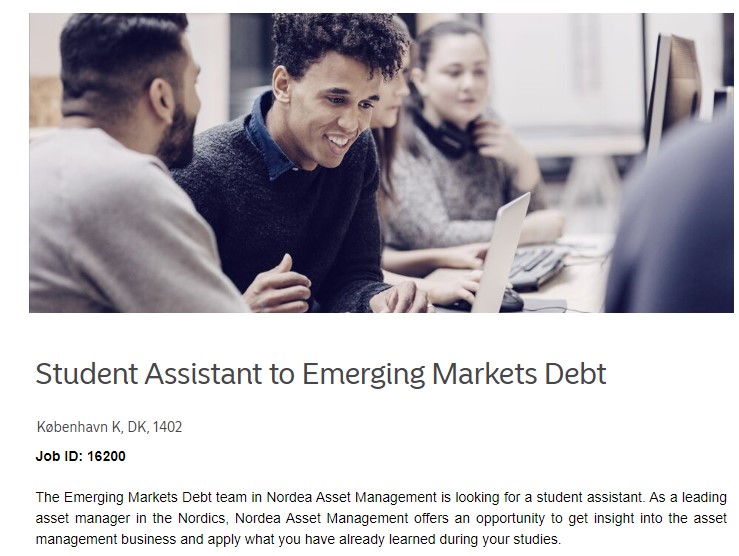 Student Assistant to Emerging Markets Debt
København K, DK, 1402
Job ID: 16200
The Emerging Markets Debt team in Nordea Asset Management is looking for a student assistant. As a leading
asset manager in the Nordics, Nordea Asset Management offers an opportunity to get insight into the asset
management business and apply what you have already learned during your studies.